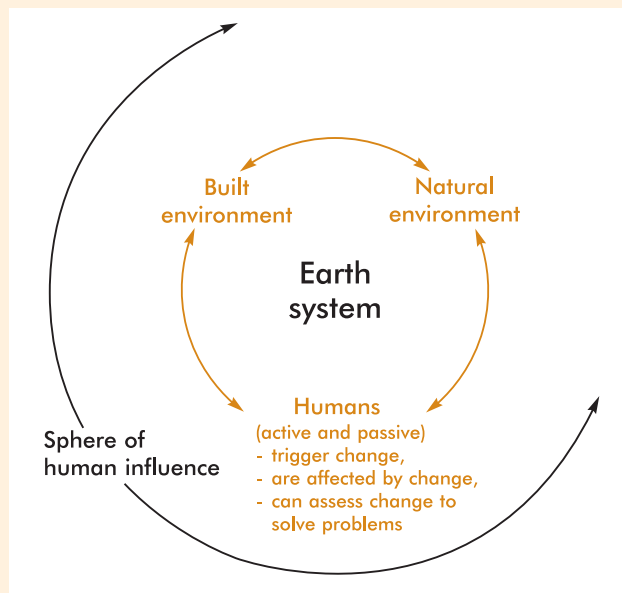 Built
environment
Natural
environment
Earth
system
Humans
(active and passive)
- trigger change,
- are affected by change,
- can assess change to
solve problems
Sphere of
human influence